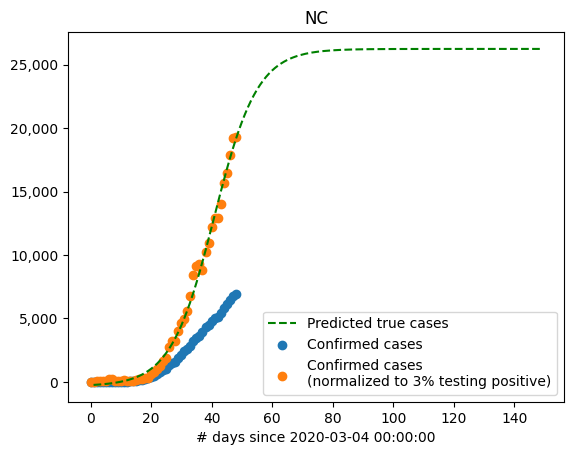 NC
25,000
20,000
15,000
10,000
5,000
0
Predicted true cases
Confirmed cases
Confirmed cases
(normalized to 3% testing positive)
0 20 40 60 80 100 120 140
# days since 2020-03-04 00:00:00